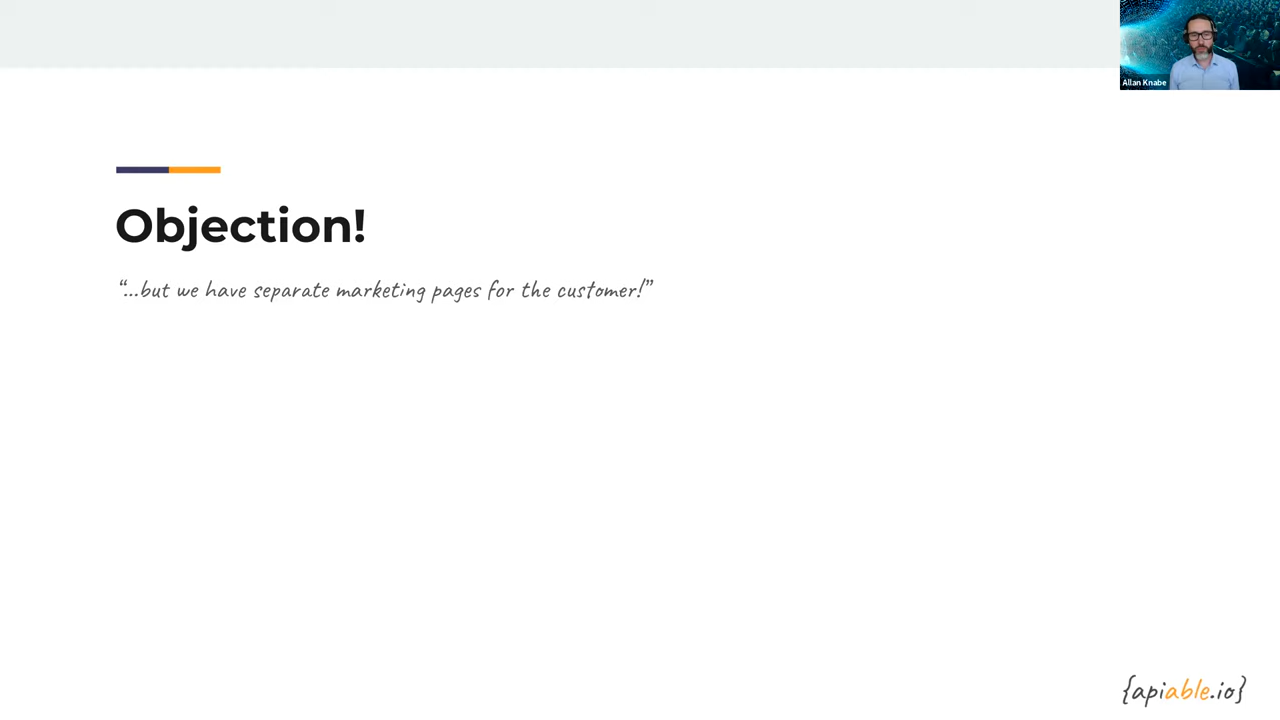 Allan Knabe
Objection!
“...but we have separate marketing pages for the customer!”
{apiable.io}